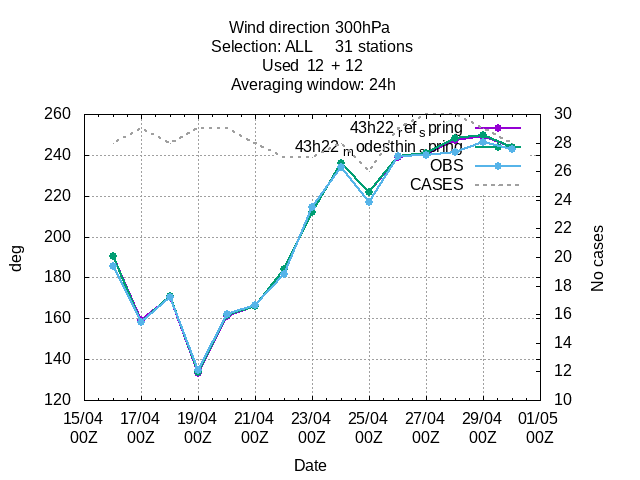 Wind direction 300hPa
Selection: ALL 31 stations
Used 12 + 12
Averaging window: 24h
260
240
220
200
180
160
140
120
30
28
26
24
22
20
18
16
14
12
10
43h22_ref_spring
43h22_modesthin_spring
OBS
CASES
deg
No cases
15/04 17/04 19/04 21/04 23/04 25/04 27/04 29/04 01/05
00Z 00Z 00Z 00Z 00Z 00Z 00Z 00Z 00Z
Date